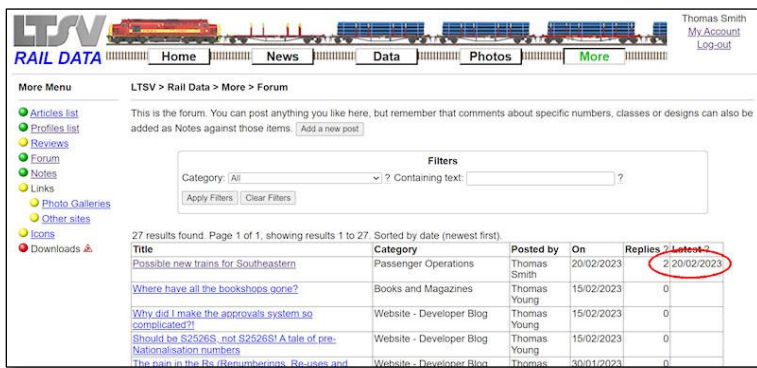 LTSV
RAIL DATA
Home
News
Data
Photos
More
Thomas Smith
My Account
Log-out
More Menu
Articles list
Profiles list
Reviews
Forum
Notes
Links
Photo Galleries
Other sites
Icons
Downloads
LTSV > Rail Data > More > Forum
This is the forum. You can post anything you like here, but remember that comments about specific numbers, classes or designs can also be
added as Notes against those items. Add a new post
Filters
Category: All ? Containing text: ?
Apply Filters Clear Filters
27 results found. Page 1 of 1, showing results 1 to 27. Sorted by date (newest first).
Title Category Posted by On Replies ? Latest ?
Possible new trains for Southeastern Passenger Operations Thomas Smith 20/02/2023 2 20/02/2023
Where have all the bookshops gone? Books and Magazines Thomas Young 15/02/2023 0
Why did I make the approvals system so
complicated?! Website - Developer Blog Thomas Young 15/02/2023 0
Should be S2526S, not S2526S! A tale of pre-
Nationalisation numbers Website - Developer Blog Thomas Young 15/02/2023 0
The pain in the Rs (Renumberings, Re-uses and Website - Developer Blog Thomas 30/01/2023 0